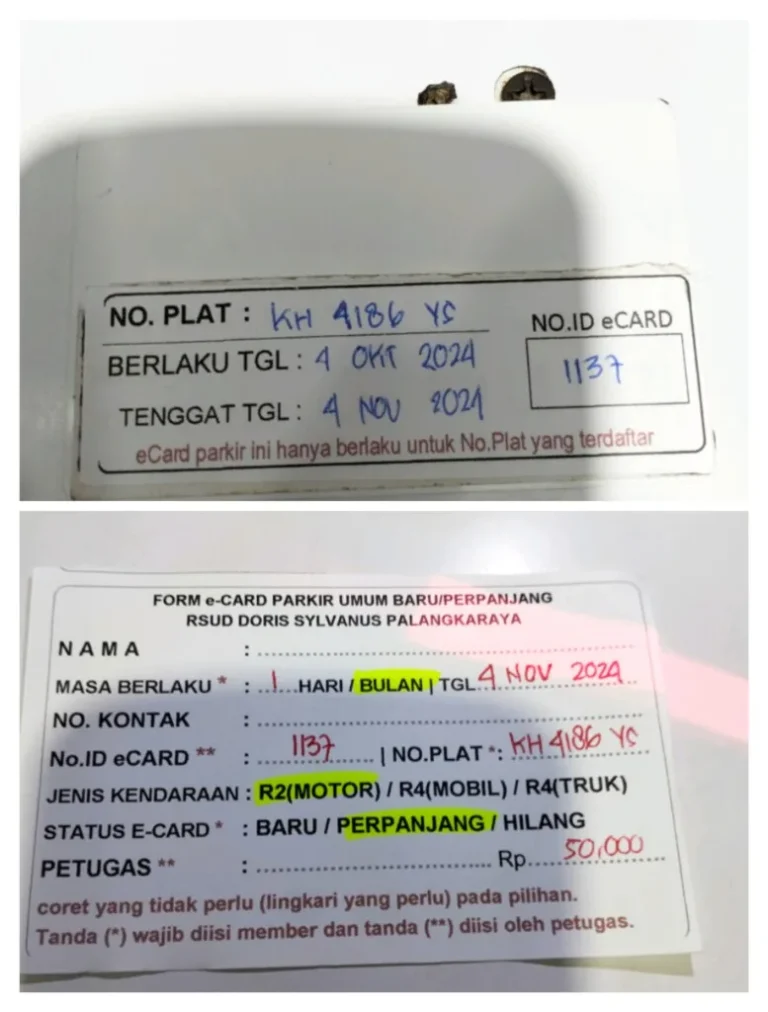 NO. PLAT : KH 4186 YS
NO.ID eCARD
BERLAKU TGL : 4 OKT 2024
1137
TENGGAT TGL : 4 NOV 2024
eCard parkir ini hanya berlaku untuk No.Plat yang terdaftar
FORM e-CARD PARKIR UMUM BARU/PERPANJANG
RSUD DORIS SYLVANUS PALANGKARAYA
NAMA :
MASA BERLAKU * : 1 HARI / BULAN | TGL 4 NOV 2024
NO. KONTAK :
No.ID eCARD ** : 1137 | NO.PLAT *: KH 4186 YS
JENIS KENDARAAN : R2(MOTOR) / R4(MOBIL) / R4(TRUK)
STATUS E-CARD * : BARU / PERPANJANG / HILANG
PETUGAS ** : Rp. 50,000
coret yang tidak perlu (lingkari yang perlu) pada pilihan.
Tanda (*) wajib diisi member dan tanda (**) diisi oleh petugas.